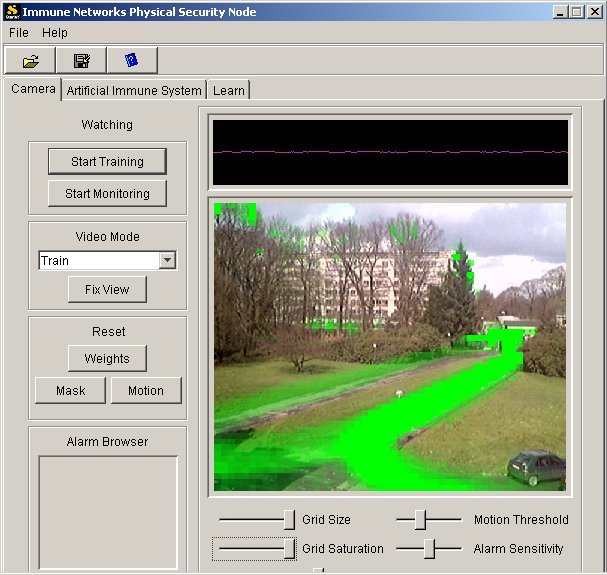 Immune Networks Physical Security Node
File Help
Camera Artificial Immune System Learn
Watching
Start Training
Start Monitoring
Video Mode
Train
Fix View
Reset
Weights
Mask Motion
Alarm Browser
Grid Size Motion Threshold
Grid Saturation Alarm Sensitivity